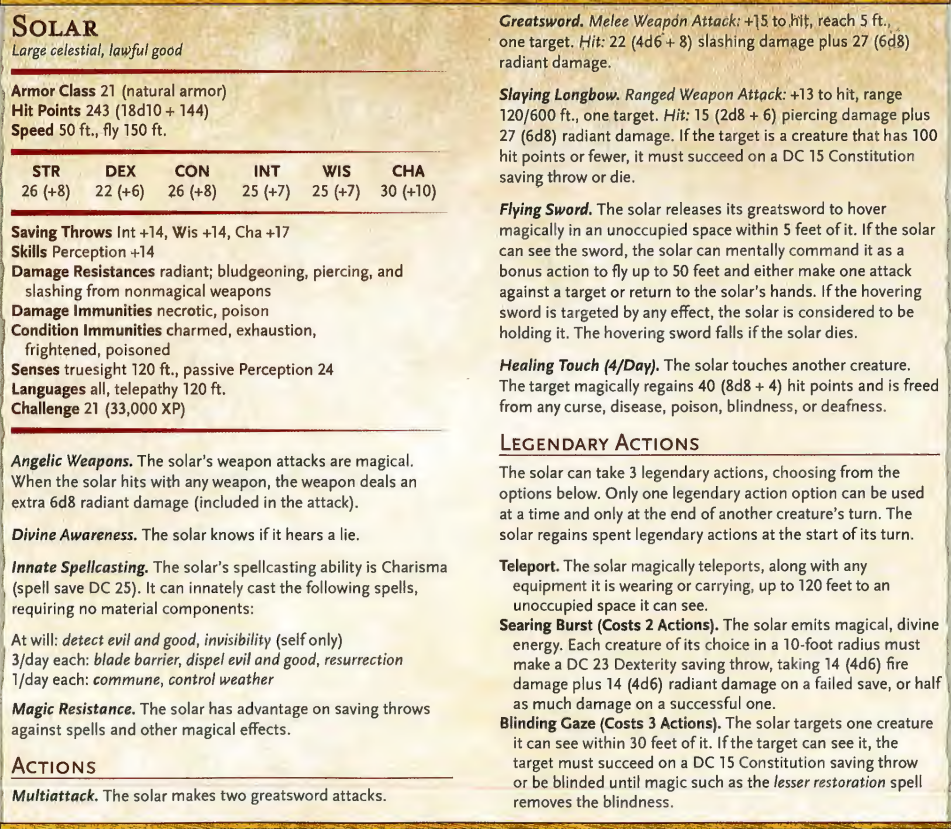 SOLAR
Large celestial, lawful good
Armor Class 21 (natural armor)
Hit Points 243 (18d10 + 144)
Speed 50 ft., fly 150 ft.
STR DEX CON INT WIS CHA
26 (+8) 22 (+6) 26 (+8) 25 (+7) 25 (+7) 30 (+10)
Saving Throws Int +14, Wis +14, Cha +17
Skills Perception +14
Damage Resistances radiant; bludgeoning, piercing, and
slashing from nonmagical weapons
Damage Immunities necrotic, poison
Condition Immunities charmed, exhaustion,
frightened, poisoned
Senses truesight 120 ft., passive Perception 24
Languages all, telepathy 120 ft.
Challenge 21 (33,000 XP)
Angelic Weapons. The solar's weapon attacks are magical.
When the solar hits with any weapon, the weapon deals an
extra 6d8 radiant damage (included in the attack).
Divine Awareness. The solar knows if it hears a lie.
Innate Spellcasting. The solar's spellcasting ability is Charisma
(spell save DC 25). It can innately cast the following spells,
requiring no material components:
At will: detect evil and good, invisibility (self only)
3/day each: blade barrier, dispel evil and good, resurrection
1/day each: commune, control weather
Magic Resistance. The solar has advantage on saving throws
against spells and other magical effects.
ACTIONS
Multiattack. The solar makes two greatsword attacks.
Greatsword. Melee Weapon Attack: +15 to hit, reach 5 ft.,
one target. Hit: 22 (4d6 + 8) slashing damage plus 27 (6d8)
radiant damage.
Slaying Longbow. Ranged Weapon Attack: +13 to hit, range
120/600 ft., one target. Hit: 15 (2d8 + 6) piercing damage plus
27 (6d8) radiant damage. If the target is a creature that has 100
hit points or fewer, it must succeed on a DC 15 Constitution
saving throw or die.
Flying Sword. The solar releases its greatsword to hover
magically in an unoccupied space within 5 feet of it. If the solar
can see the sword, the solar can mentally command it as a
bonus action to fly up to 50 feet and either make one attack
against a target or return to the solar's hands. If the hovering
sword is targeted by any effect, the solar is considered to be
holding it. The hovering sword falls if the solar dies.
Healing Touch (4/Day). The solar touches another creature.
The target magically regains 40 (8d8 + 4) hit points and is freed
from any curse, disease, poison, blindness, or deafness.
LEGENDARY ACTIONS
The solar can take 3 legendary actions, choosing from the
options below. Only one legendary action option can be used
at a time and only at the end of another creature's turn. The
solar regains spent legendary actions at the start of its turn.
Teleport. The solar magically teleports, along with any
equipment it is wearing or carrying, up to 120 feet to an
unoccupied space it can see.
Searing Burst (Costs 2 Actions). The solar emits magical, divine
energy. Each creature of its choice in a 10-foot radius must
make a DC 23 Dexterity saving throw, taking 14 (4d6) fire
damage plus 14 (4d6) radiant damage on a failed save, or half
as much damage on a successful one.
Blinding Gaze (Costs 3 Actions). The solar targets one creature
it can see within 30 feet of it. If the target can see it, the
target must succeed on a DC 15 Constitution saving throw
or be blinded until magic such as the lesser restoration spell
removes the blindness.